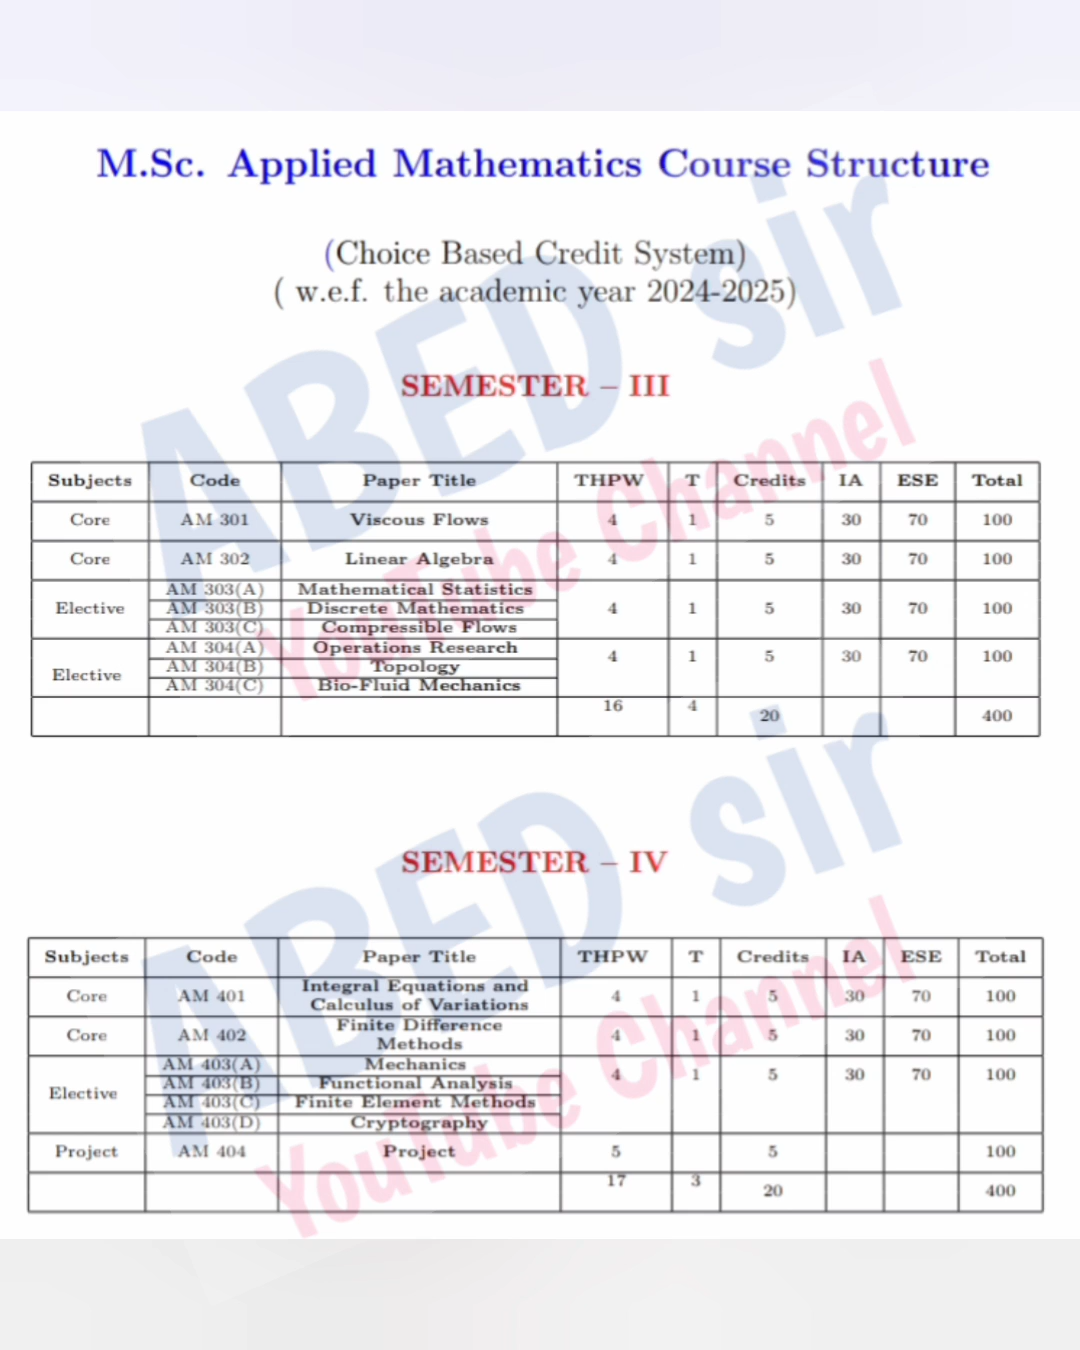 M.Sc. Applied Mathematics Course Structure
(Choice Based Credit System)
( w.e.f. the academic year 2024-2025)
SEMESTER – III
Subjects Code Paper Title THPW T Credits IA ESE Total
Core AM 301 Viscous Flows 4 1 5 30 70 100
Core AM 302 Linear Algebra 4 1 5 30 70 100
AM 303(A) Mathematical Statistics
Elective AM 303(B) Discrete Mathematics 4 1 5 30 70 100
AM 303(C) Compressible Flows
AM 304(A) Operations Research
4 1 5 30 70 100
AM 304(B) Topology
Elective
AM 304(C) Bio-Fluid Mechanics
16 4
20 400
SEMESTER – IV
Subjects Code Paper Title THPW T Credits IA ESE Total
Integral Equations and
Core AM 401 4 1 5 30 70 100
Calculus of Variations
Finite Difference
Core AM 402 4 1 5 30 70 100
Methods
AM 403(A) Mechanics
4 1 5 30 70 100
AM 403(B) Functional Analysis
Elective
AM 403(C) Finite Element Methods
AM 403(D) Cryptography
Project AM 404 Project 5 5 100
17 3
20 400
ABED sir
YouTube Channel
ABED sir
YouTube Channel